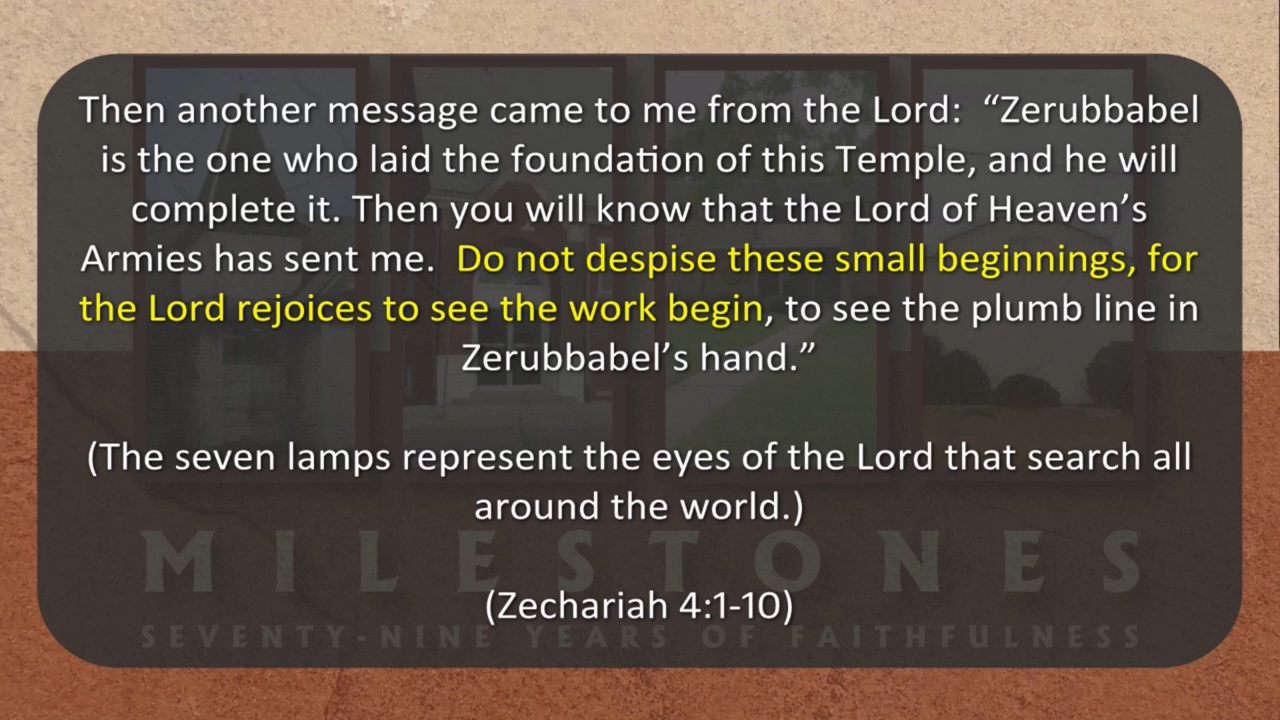 Then another message came to me from the Lord:  “Zerubbabel
is the one who laid the foundation of this Temple, and he will
complete it. Then you will know that the Lord of Heaven’s
Armies has sent me.  Do not despise these small beginnings, for
the Lord rejoices to see the work begin, to see the plumb line in
Zerubbabel’s hand.”
(The seven lamps represent the eyes of the Lord that search all
around the world.)
MILESTONES
(Zechariah 4:1-10)
SEVENTY-NINE YEARS OF FAITHFULNESS